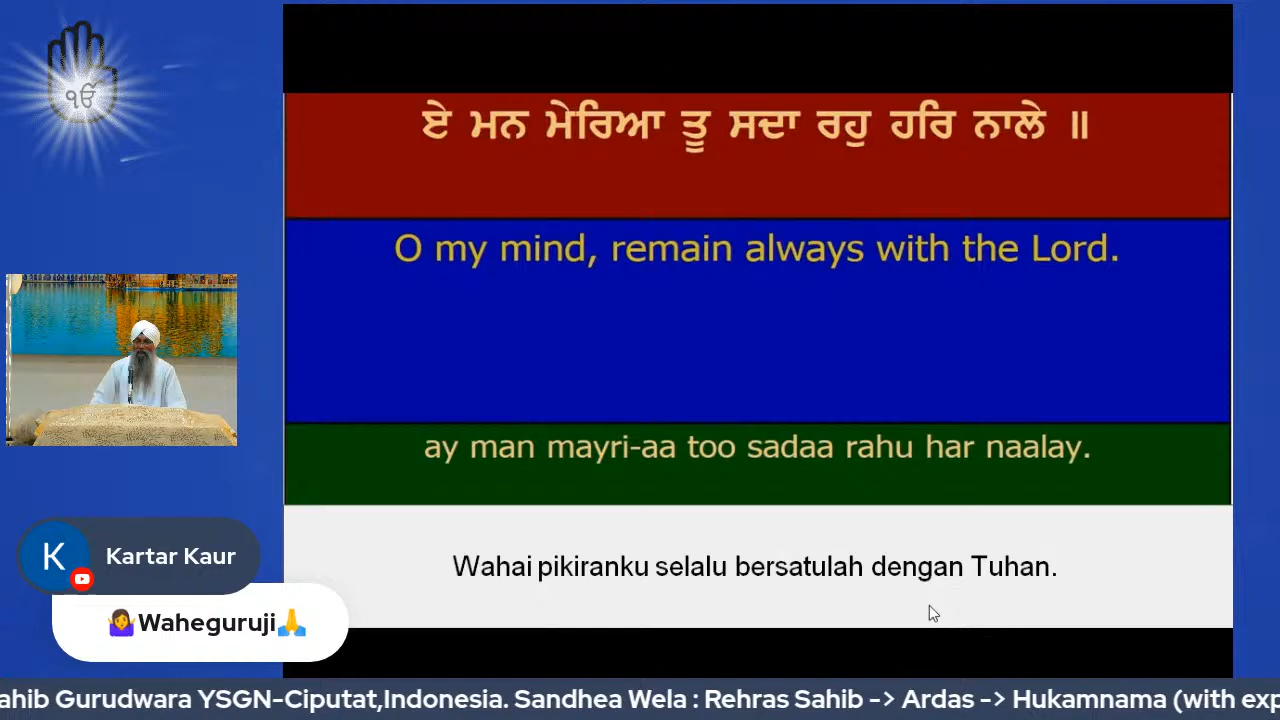 ੴ
ਏ ਮਨ ਮੇਰਿਆ ਤੂ ਸਦਾ ਰਹੁ ਹਰਿ ਨਾਲੇ ॥
O my mind, remain always with the Lord.
ay man mayri-aa too sadaa rahu har naalay.
Wahai pikiranku selalu bersatulah dengan Tuhan.
K Kartar Kaur
🤷‍♀️Waheguruji🙏
ahib Gurudwara YSGN-Ciputat,Indonesia. Sandhea Wela : Rehras Sahib -> Ardas -> Hukamnama (with exp